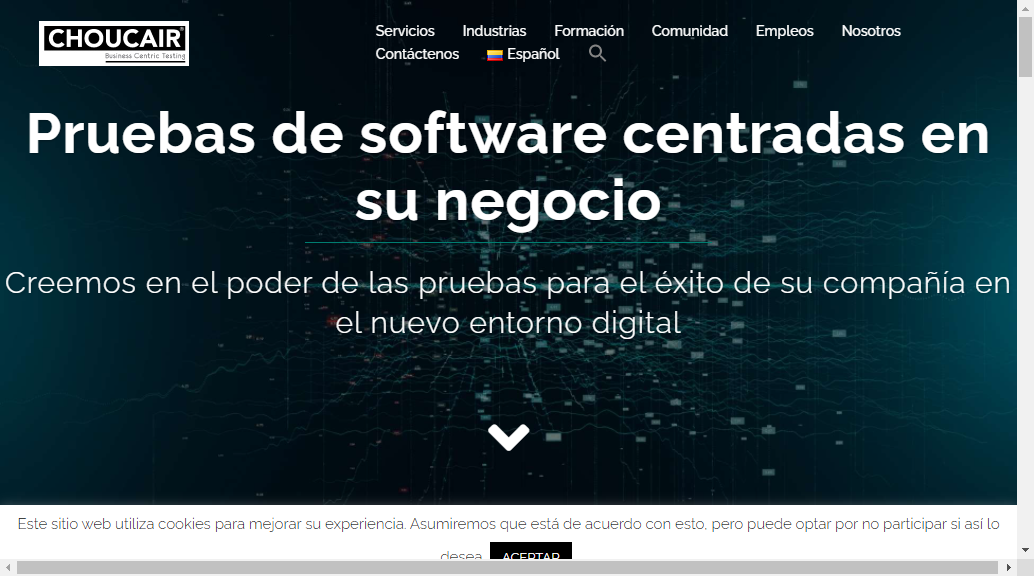 CHOUCAIR
Business Centric Testing
Servicios Industrias Formación Comunidad Empleos Nosotros
Contáctenos Español
Pruebas de software centradas en
su negocio
Creemos en el poder de las pruebas para el éxito de su compañía en
el nuevo entorno digital
Este sitio web utiliza cookies para mejorar su experiencia. Asumiremos que está de acuerdo con esto, pero puede optar por no participar si así lo
desea. ACEPTAR